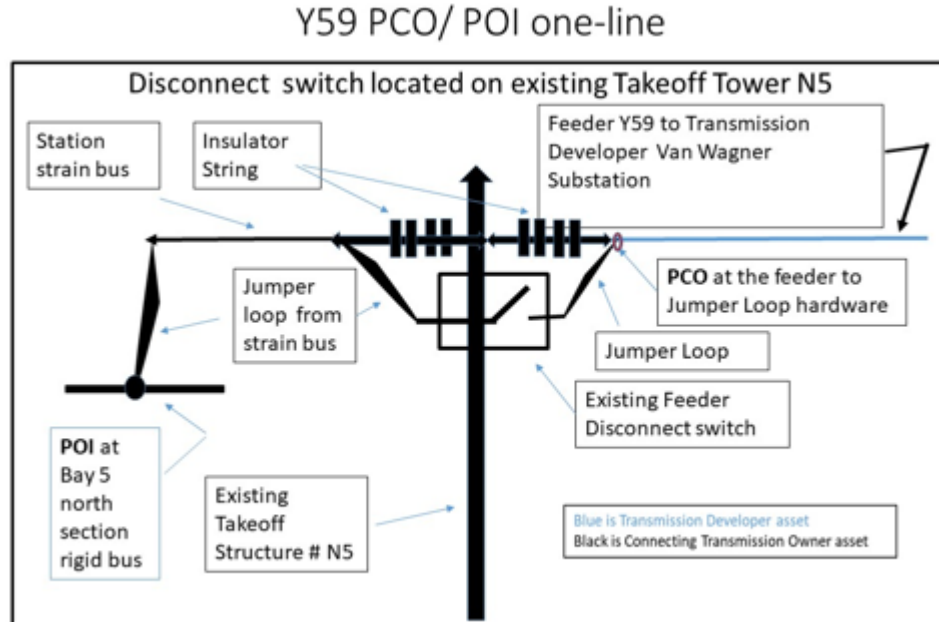 Y59 PCO/ POI one-line
Disconnect switch located on existing Takeoff Tower N5
Station
strain bus
Insulator
String
Feeder Y59 to Transmission
Developer Van Wagner
Substation
Jumper
loop from
strain bus
PCO at the feeder to
Jumper Loop hardware
Jumper Loop
Existing Feeder
Disconnect switch
POI at
Bay 5
north
section
rigid bus
Existing
Takeoff
Structure # N5
Blue is Transmission Developer asset
Black is Connecting Transmission Owner asset